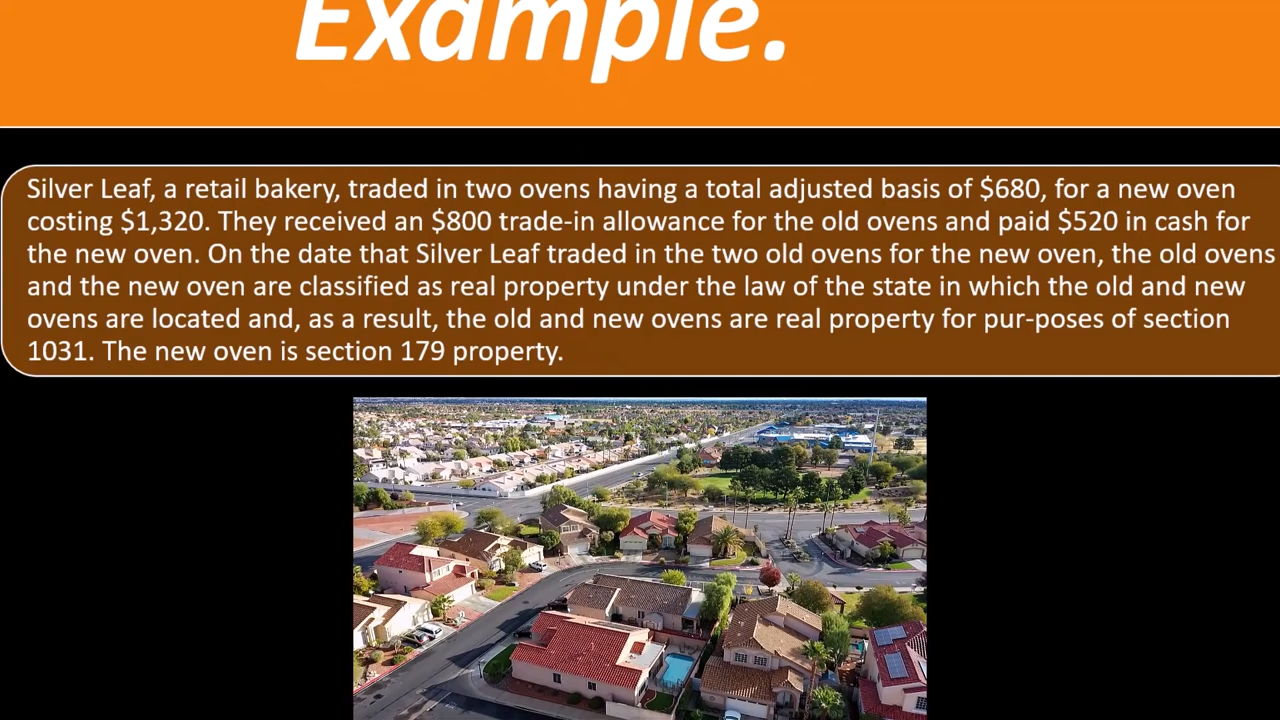 Example.
Silver Leaf, a retail bakery, traded in two ovens having a total adjusted basis of $680, for a new oven
costing $1,320. They received an $800 trade-in allowance for the old ovens and paid $520 in cash for
the new oven. On the date that Silver Leaf traded in the two old ovens for the new oven, the old ovens
and the new oven are classified as real property under the law of the state in which the old and new
ovens are located and, as a result, the old and new ovens are real property for pur-poses of section
1031. The new oven is section 179 property.